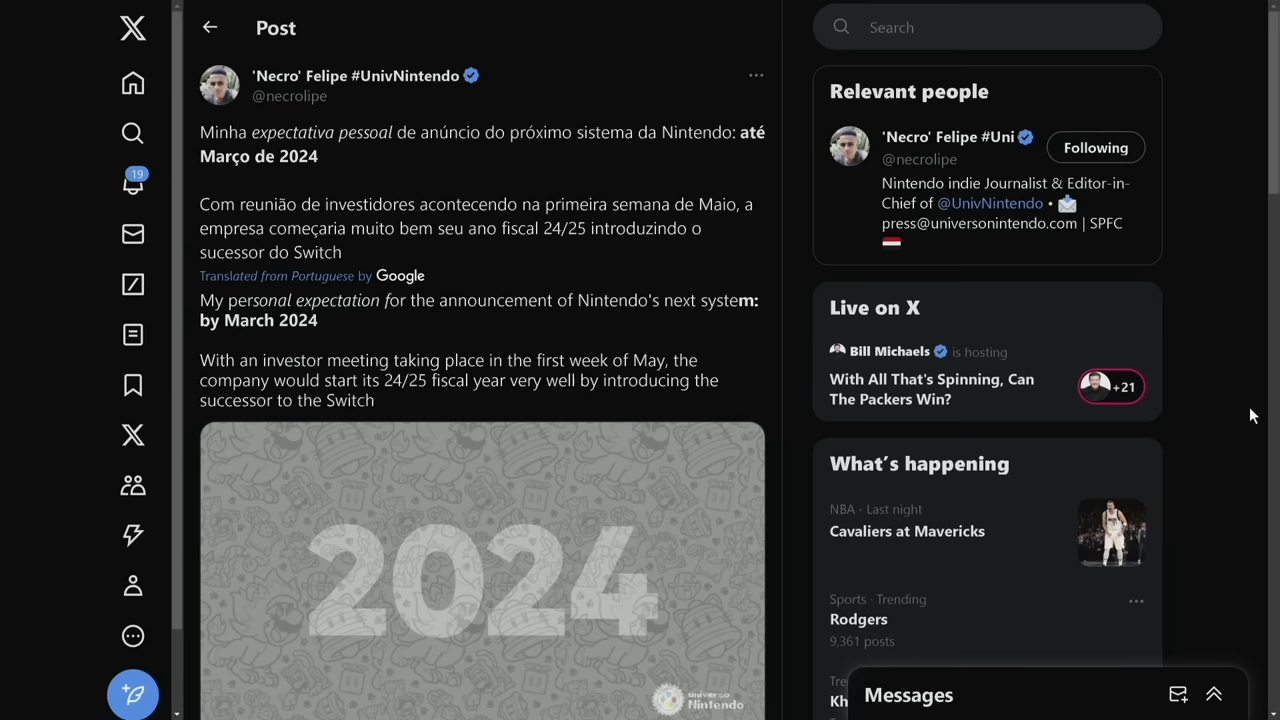 Post
'Necro' Felipe #UnivNintendo
@necrolipe
Minha expectativa pessoal de anúncio do próximo sistema da Nintendo: até
Março de 2024
Com reunião de investidores acontecendo na primeira semana de Maio, a
empresa começaria muito bem seu ano fiscal 24/25 introduzindo o
sucessor do Switch
Translated from Portuguese by Google
My personal expectation for the announcement of Nintendo's next system:
by March 2024
With an investor meeting taking place in the first week of May, the
company would start its 24/25 fiscal year very well by introducing the
successor to the Switch
2024
universo
Nintendo
19
Search
Relevant people
'Necro' Felipe #Uni
@necrolipe
Following
Nintendo indie Journalist & Editor-in-
Chief of @UnivNintendo •
press@universonintendo.com | SPFC
Live on X
Bill Michaels is hosting
With All That's Spinning, Can
The Packers Win?
+21
What's happening
NBA · Last night
Cavaliers at Mavericks
Sports · Trending
Rodgers
9,361 posts
Tre
Kh
Messages